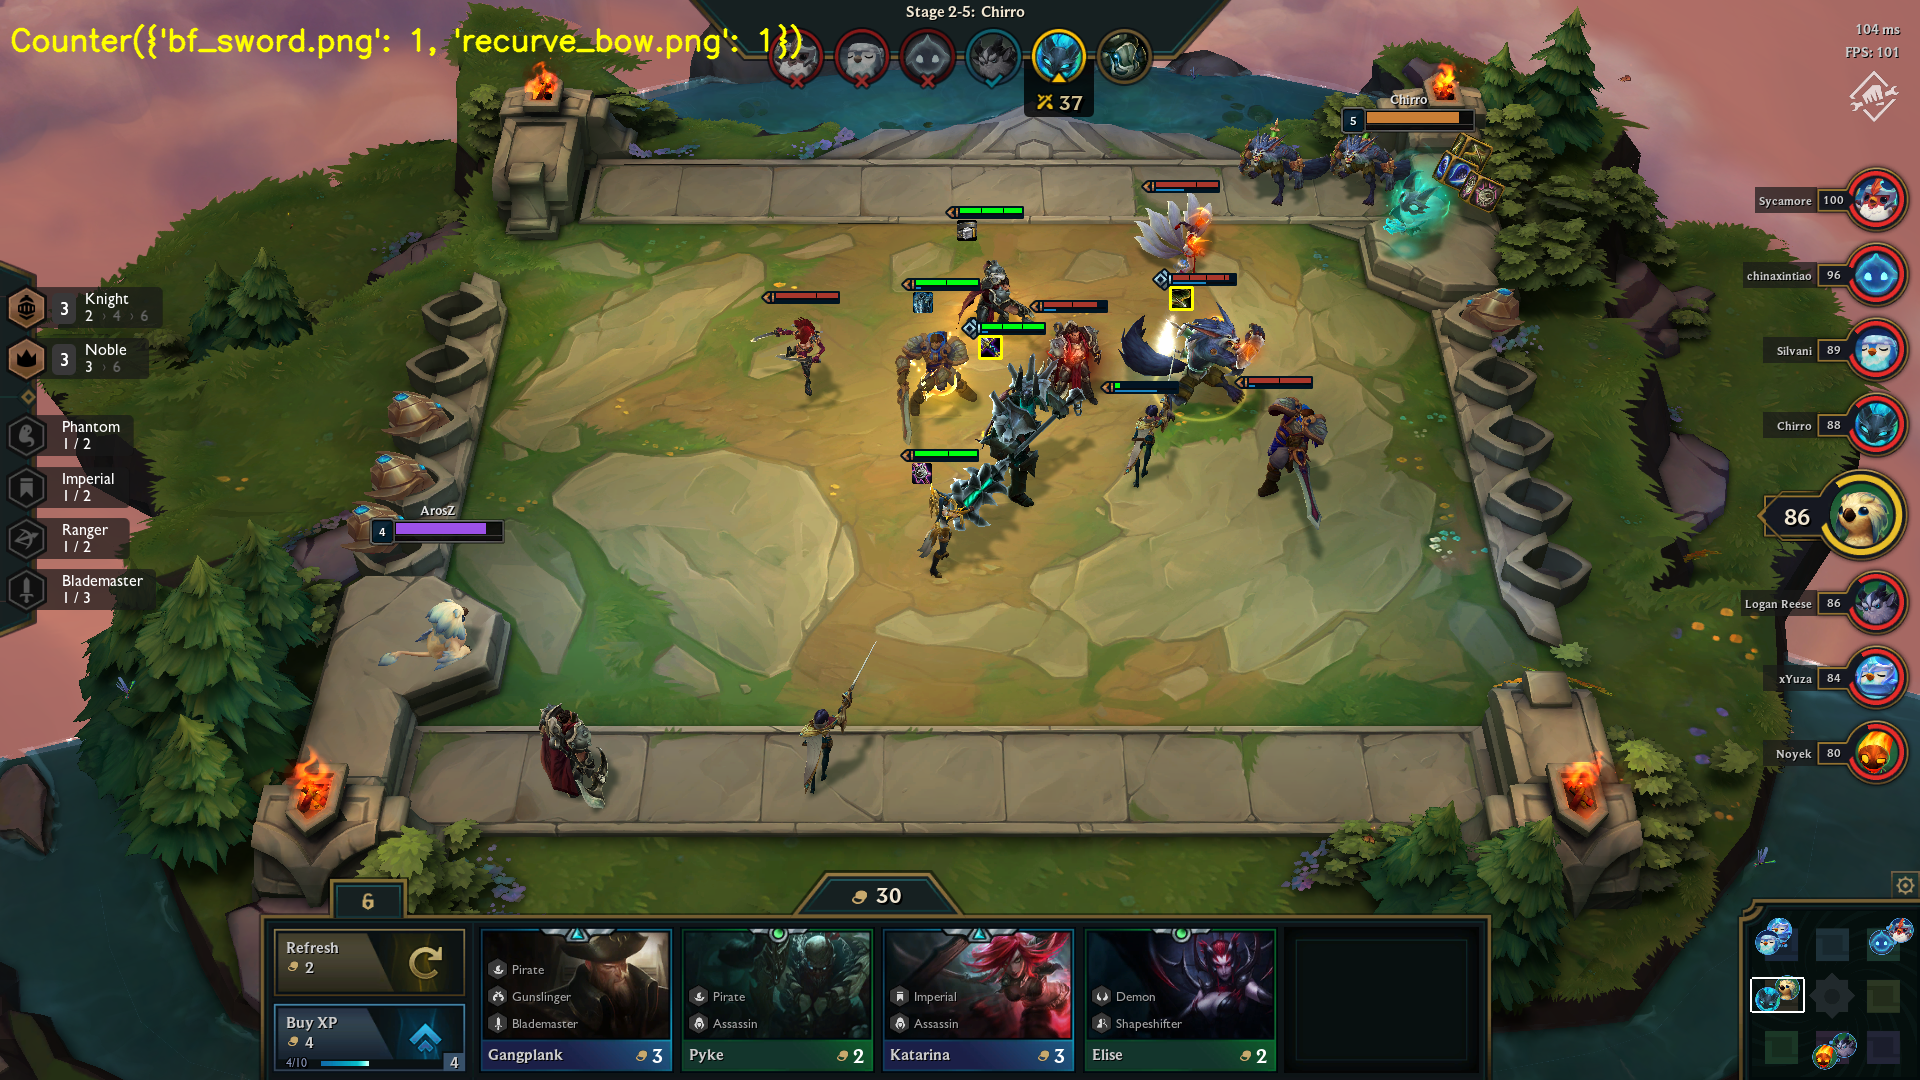 Stage 2-5: Chirro
Counter({'bf_sword.png': 1, 'recurve_bow.png': 1})
104 ms
FPS: 101
37
Chirro
5
Sycamore 100
chinaxintiao 96
Silvani 89
Chirro 88
86
Logan Reese 86
xYuza 84
Noyek 80
3 Knight
2 › 4 › 6
3 Noble
3 › 6
Phantom
1 / 2
Imperial
1 / 2
Ranger
1 / 2
Blademaster
1 / 3
ArosZ
4
6
30
Refresh
2
Buy XP
4
4/10
4
Pirate
Gunslinger
Blademaster
Gangplank 3
Pirate
Assassin
Pyke 2
Imperial
Assassin
Katarina 3
Demon
Shapeshifter
Elise 2